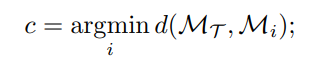 c = argmin d(ℳ_𝒯, ℳ_i);
i